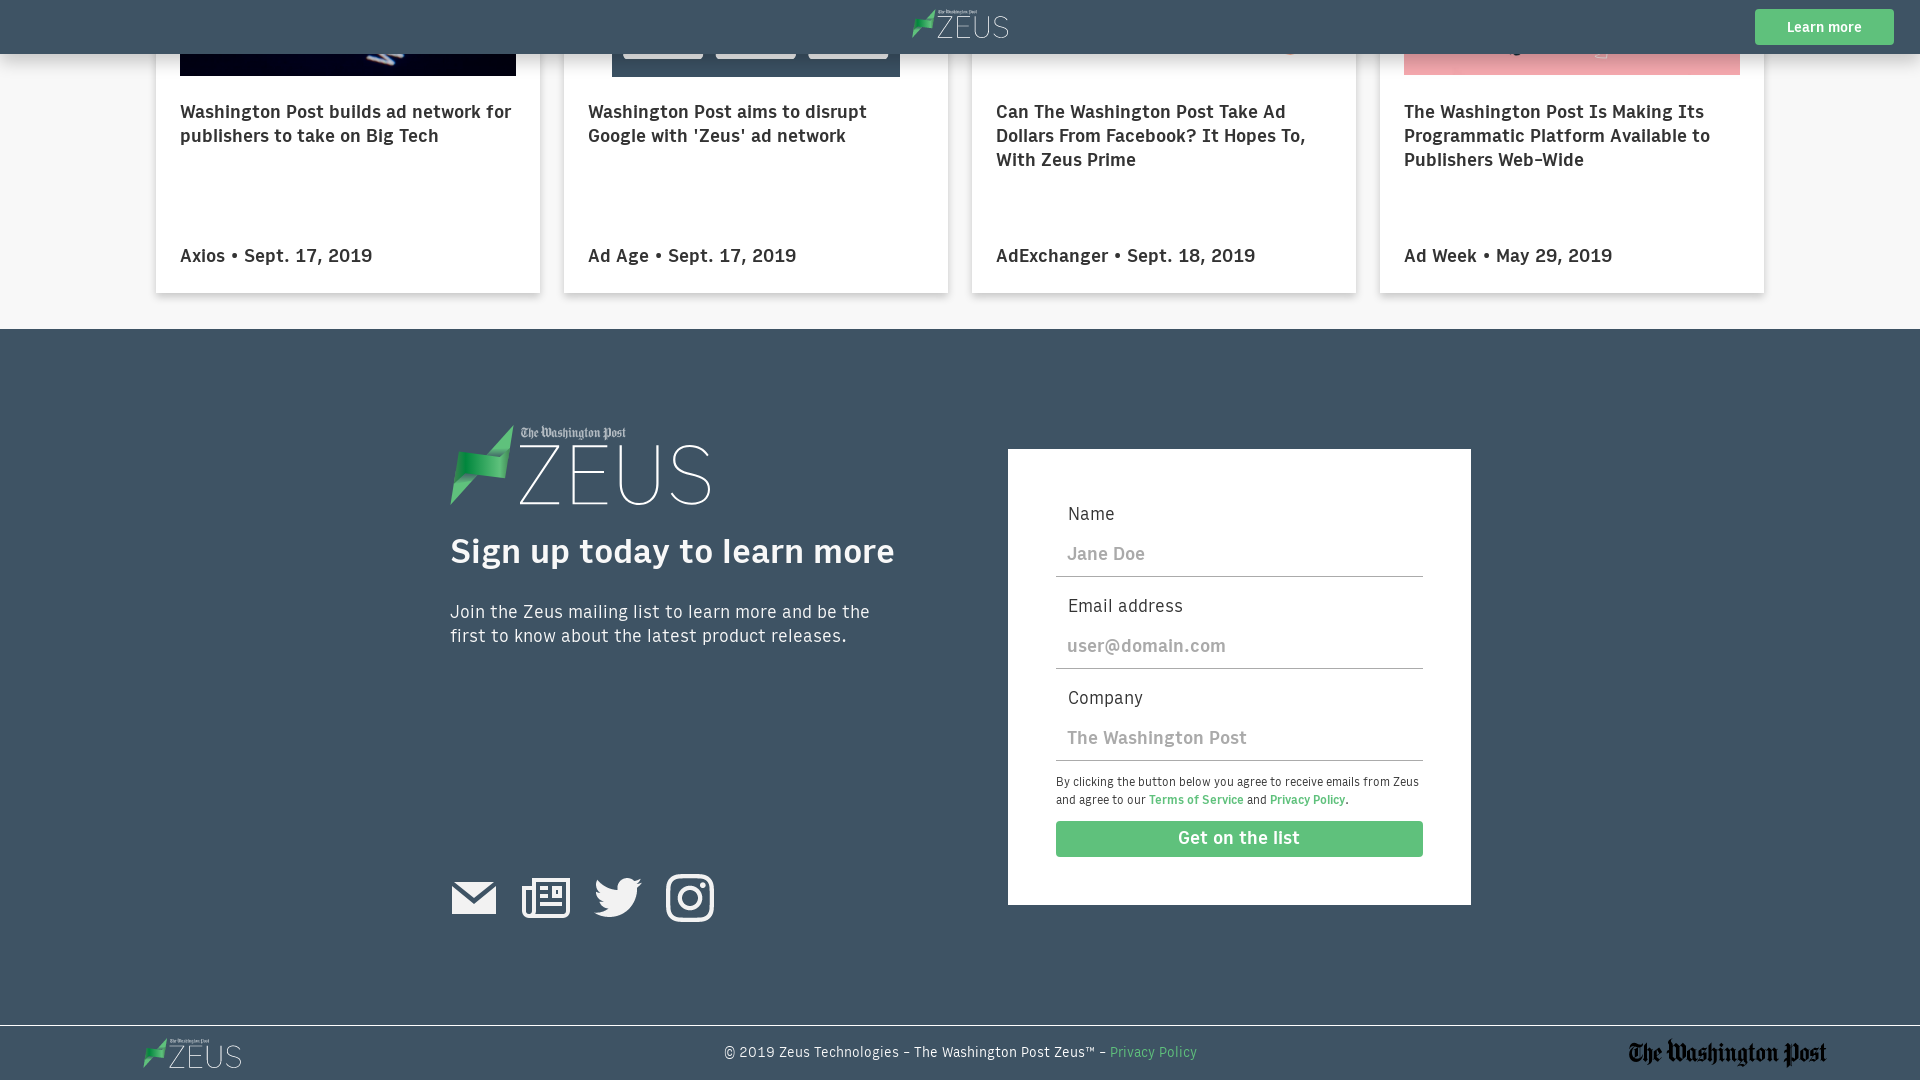 The Washington Post
ZEUS
Learn more
Washington Post builds ad network for
publishers to take on Big Tech
Axios • Sept. 17, 2019
Washington Post aims to disrupt
Google with 'Zeus' ad network
Ad Age • Sept. 17, 2019
Can The Washington Post Take Ad
Dollars From Facebook? It Hopes To,
With Zeus Prime
AdExchanger • Sept. 18, 2019
The Washington Post Is Making Its
Programmatic Platform Available to
Publishers Web-Wide
Ad Week • May 29, 2019
The Washington Post
ZEUS
Sign up today to learn more
Join the Zeus mailing list to learn more and be the
first to know about the latest product releases.
Name
Jane Doe
Email address
user@domain.com
Company
The Washington Post
By clicking the button below you agree to receive emails from Zeus
and agree to our Terms of Service and Privacy Policy.
Get on the list
The Washington Post
ZEUS
© 2019 Zeus Technologies - The Washington Post Zeus™ - Privacy Policy
The Washington Post